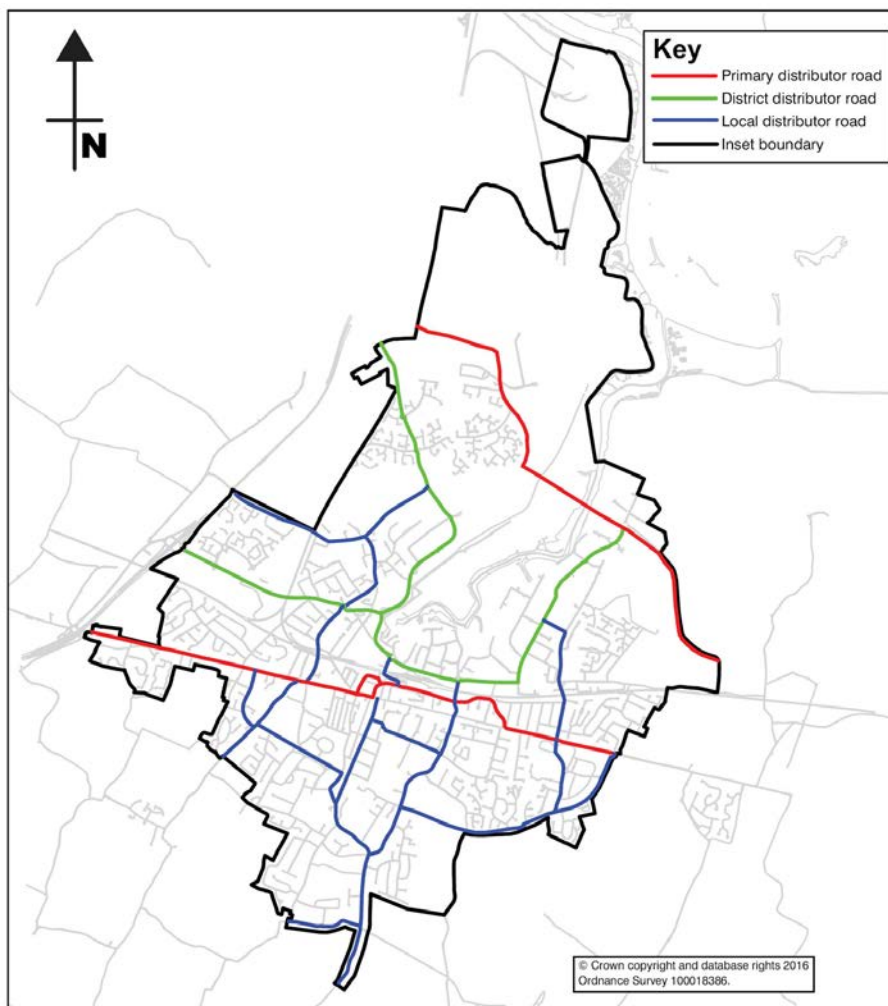 N
Key
Primary distributor road
District distributor road
Local distributor road
Inset boundary
© Crown copyright and database rights 2016
Ordnance Survey 100018386.